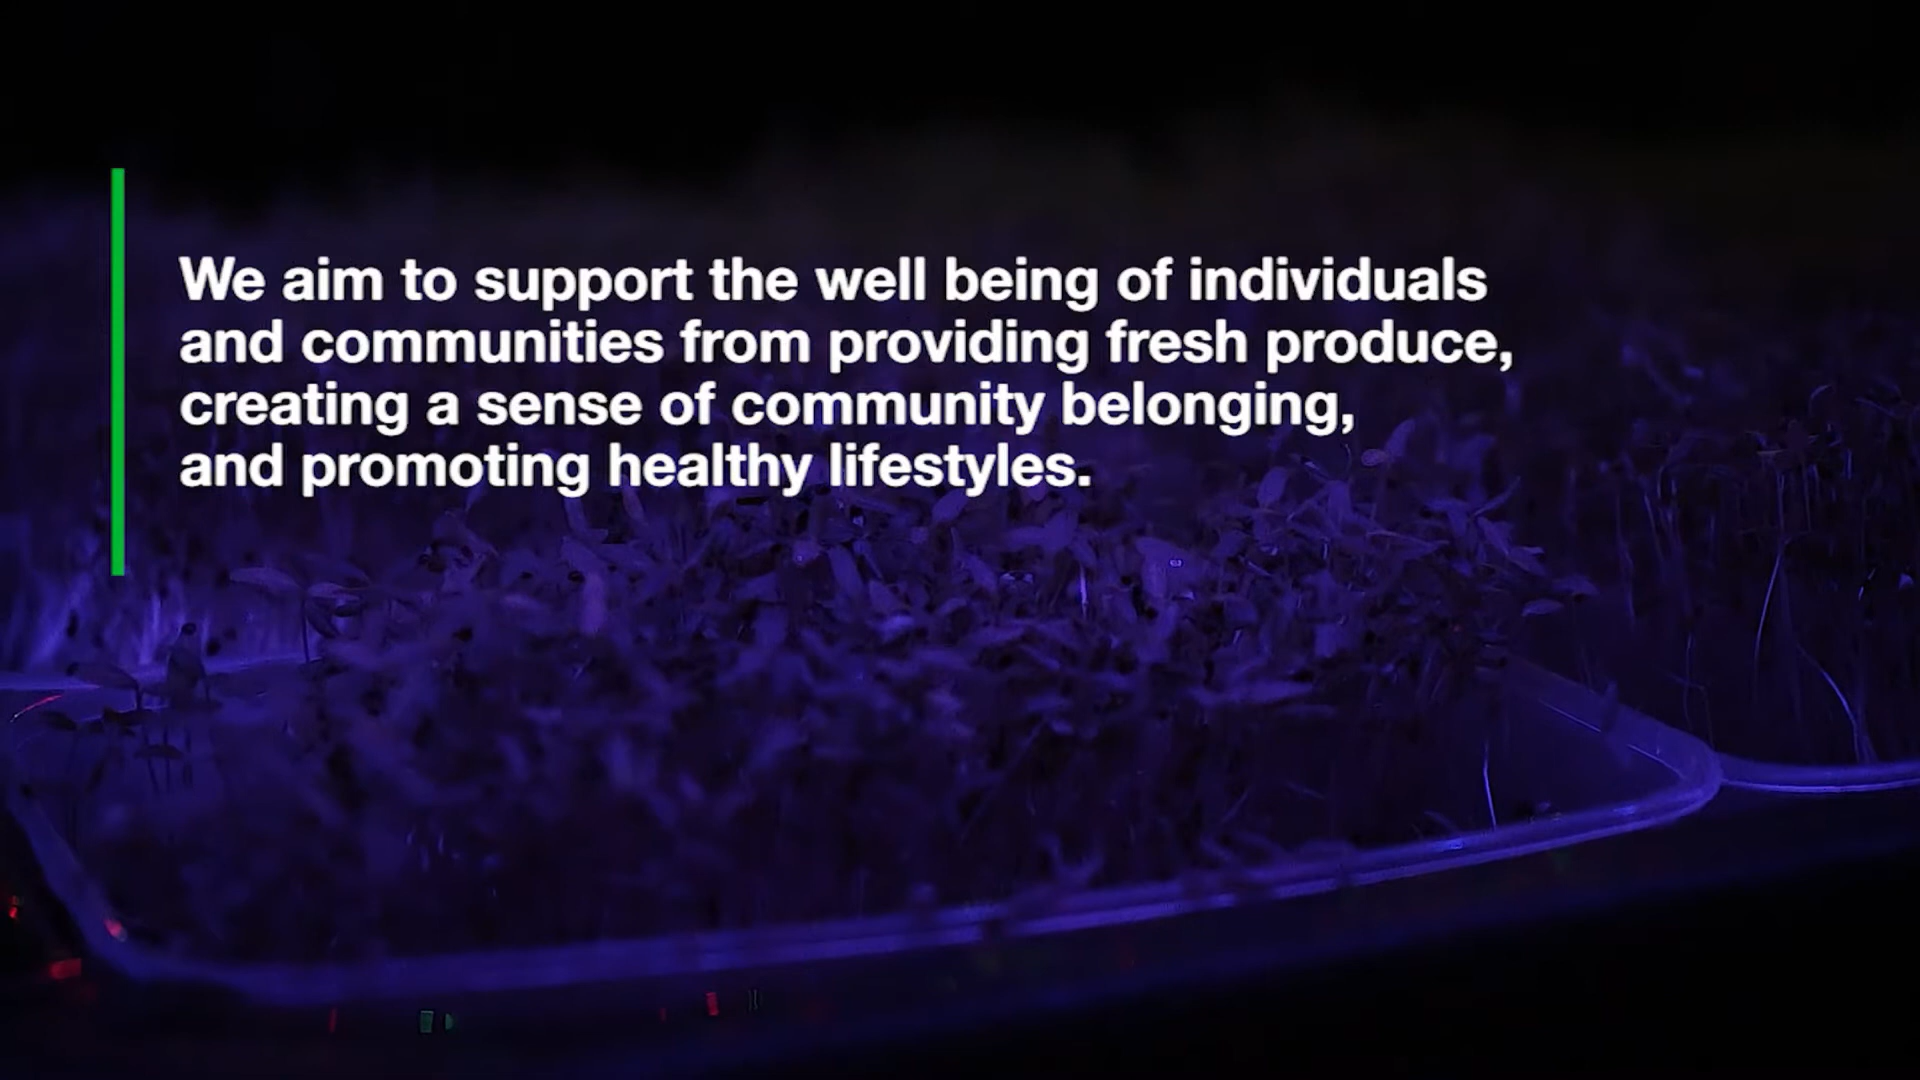 We aim to support the well being of individuals
and communities from providing fresh produce,
creating a sense of community belonging,
and promoting healthy lifestyles.